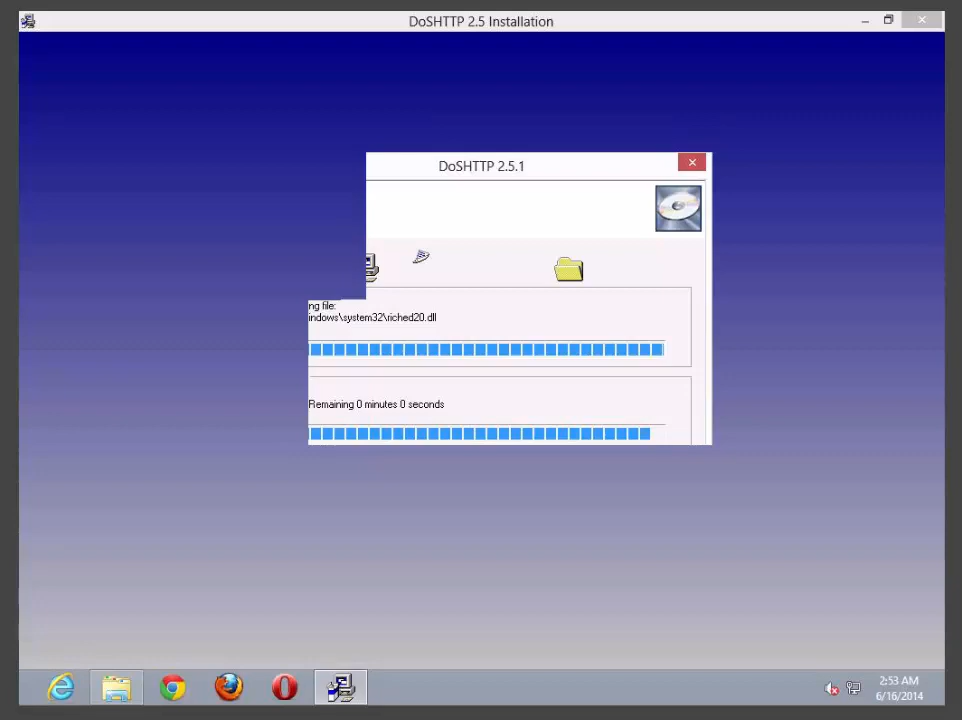 DoSHTTP 2.5 Installation
DoSHTTP 2.5.1
ng file:
indows\system32\riched20.dll
Remaining 0 minutes 0 seconds
2:53 AM
6/16/2014